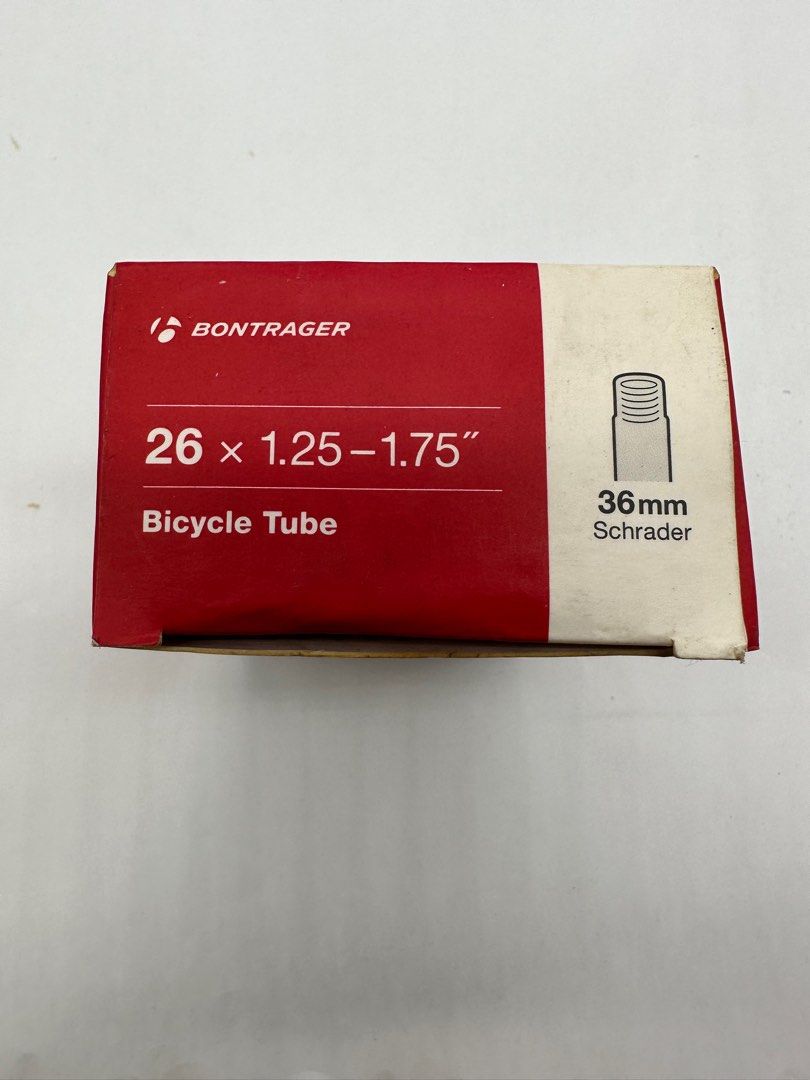 BONTRAGER
26 × 1.25–1.75″
Bicycle Tube
36mm
Schrader